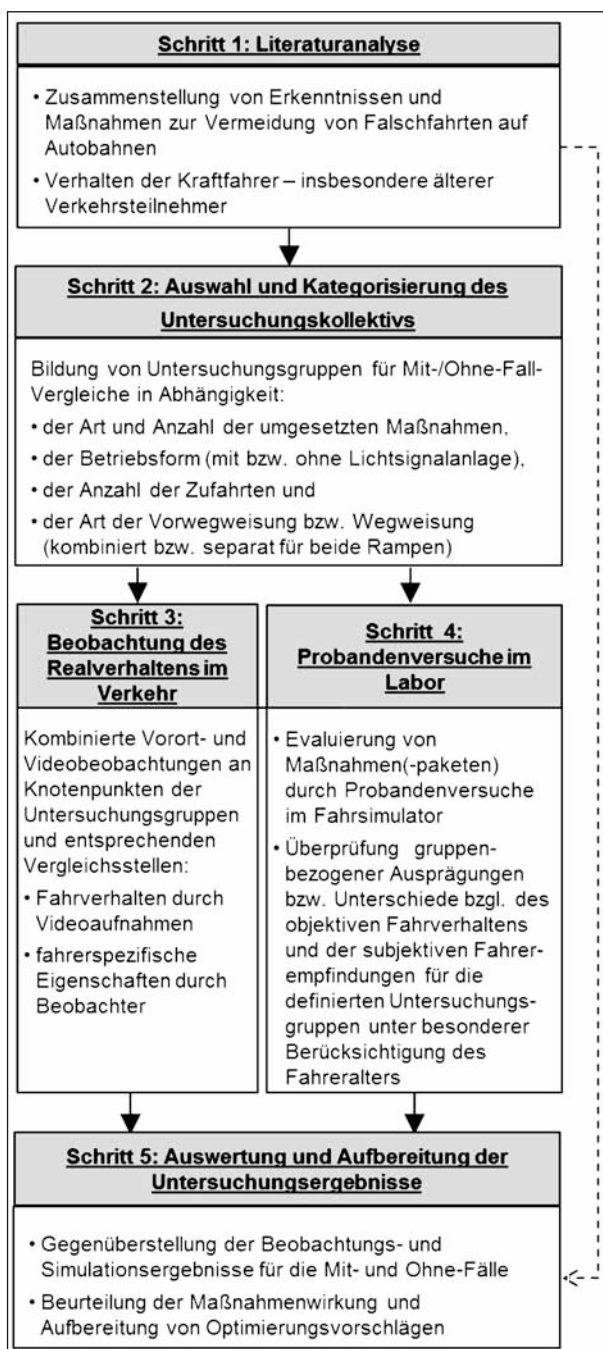 Schritt 1: Literaturanalyse
• Zusammenstellung von Erkenntnissen und
Maßnahmen zur Vermeidung von Falschfahrten auf
Autobahnen
• Verhalten der Kraftfahrer – insbesondere älterer
Verkehrsteilnehmer
Schritt 2: Auswahl und Kategorisierung des
Untersuchungskollektivs
Bildung von Untersuchungsgruppen für Mit-/Ohne-Fall-
Vergleiche in Abhängigkeit:
• der Art und Anzahl der umgesetzten Maßnahmen,
• der Betriebsform (mit bzw. ohne Lichtsignalanlage),
• der Anzahl der Zufahrten und
• der Art der Vorwegweisung bzw. Wegweisung
(kombiniert bzw. separat für beide Rampen)
Schritt 3:
Beobachtung des
Realverhaltens im
Verkehr
Kombinierte Vorort- und
Videobeobachtungen an
Knotenpunkten der
Untersuchungsgruppen
und entsprechenden
Vergleichsstellen:
• Fahrverhalten durch
Videoaufnahmen
• fahrerspezifische
Eigenschaften durch
Beobachter
Schritt 4:
Probandenversuche im
Labor
• Evaluierung von
Maßnahmen(-paketen)
durch Probandenversuche
im Fahrsimulator
• Überprüfung gruppen-
bezogener Ausprägungen
bzw. Unterschiede bzgl. des
objektiven Fahrverhaltens
und der subjektiven Fahrer-
empfindungen für die
definierten Untersuchungs-
gruppen unter besonderer
Berücksichtigung des
Fahreralters
Schritt 5: Auswertung und Aufbereitung der
Untersuchungsergebnisse
• Gegenüberstellung der Beobachtungs- und
Simulationsergebnisse für die Mit- und Ohne-Fälle
• Beurteilung der Maßnahmenwirkung und
Aufbereitung von Optimierungsvorschlägen